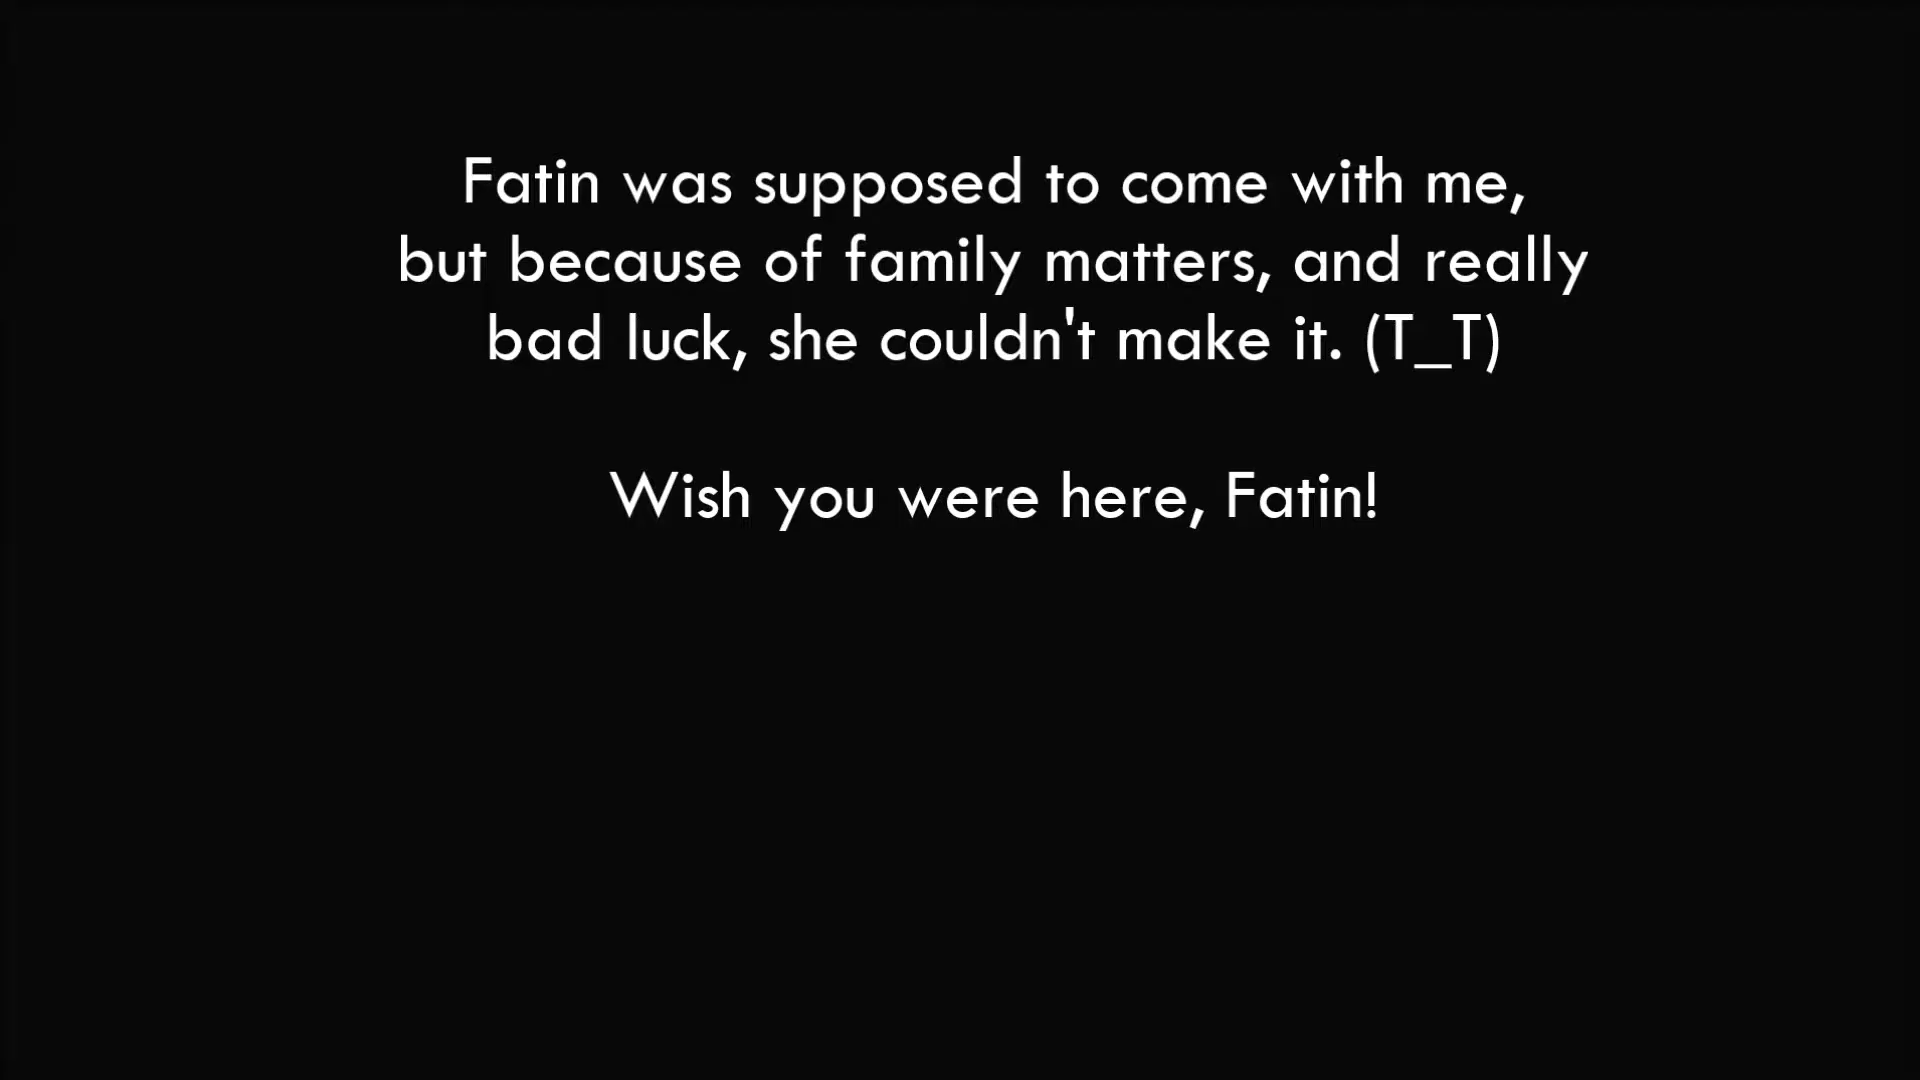 Fatin was supposed to come with me,
but because of family matters, and really
bad luck, she couldn't make it. (T_T)
Wish you were here, Fatin!